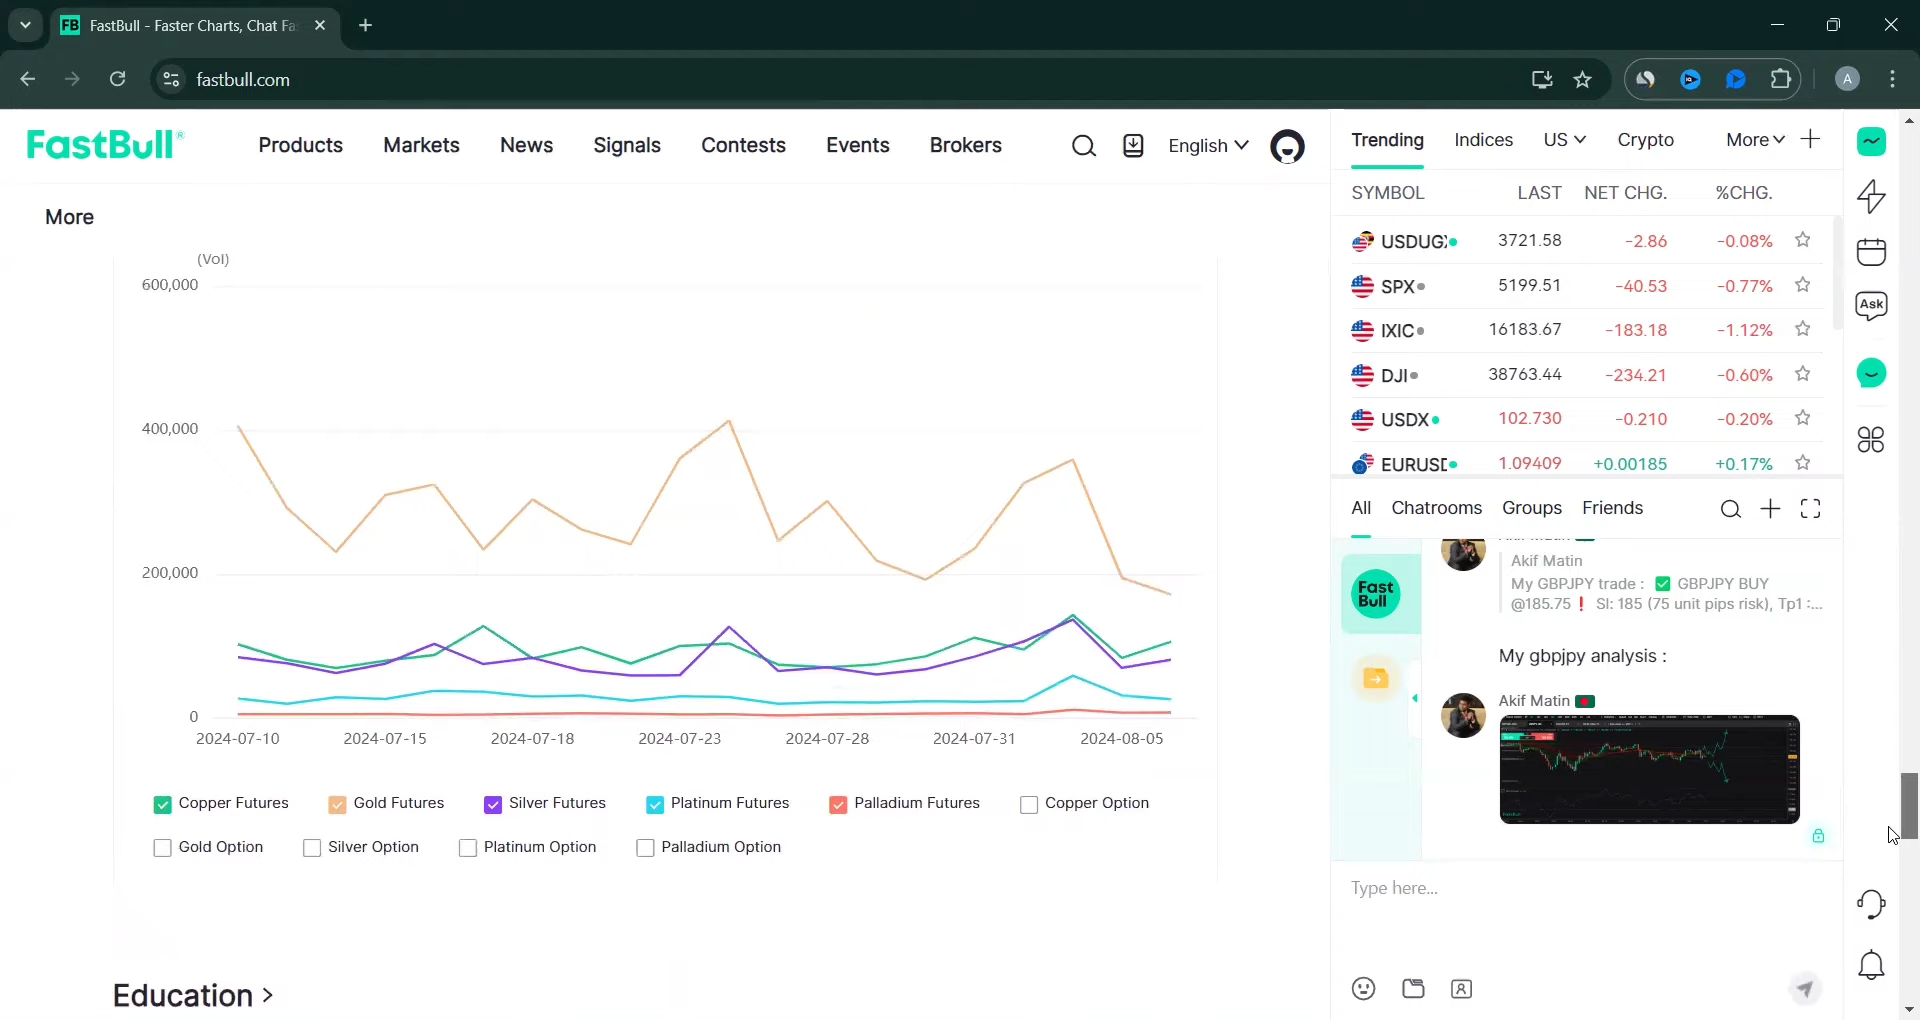 FastBull - Faster Charts, Chat Fa
fastbull.com
A
FastBull®
Products
Markets
News
Signals
Contests
Events
Brokers
English
More
(Vol)
600,000
400,000
200,000
0
2024-07-10
2024-07-15
2024-07-18
2024-07-23
2024-07-28
2024-07-31
2024-08-05
Copper Futures
Gold Futures
Silver Futures
Platinum Futures
Palladium Futures
Copper Option
Gold Option
Silver Option
Platinum Option
Palladium Option
Education >
Trending Indices US Crypto More
SYMBOL LAST NET CHG. %CHG.
USDUG 3721.58 -2.86 -0.08%
SPX 5199.51 -40.53 -0.77%
IXIC 16183.67 -183.18 -1.12%
DJI 38763.44 -234.21 -0.60%
USDX 102.730 -0.210 -0.20%
EURUSD 1.09409 +0.00185 +0.17%
All Chatrooms Groups Friends
Fast
Bull
Akif Matin
My GBPJPY trade : ✅ GBPJPY BUY
@185.75❗ Sl: 185 (75 unit pips risk), Tp1 :...
My gbpjpy analysis :
Akif Matin
Type here...
Ask